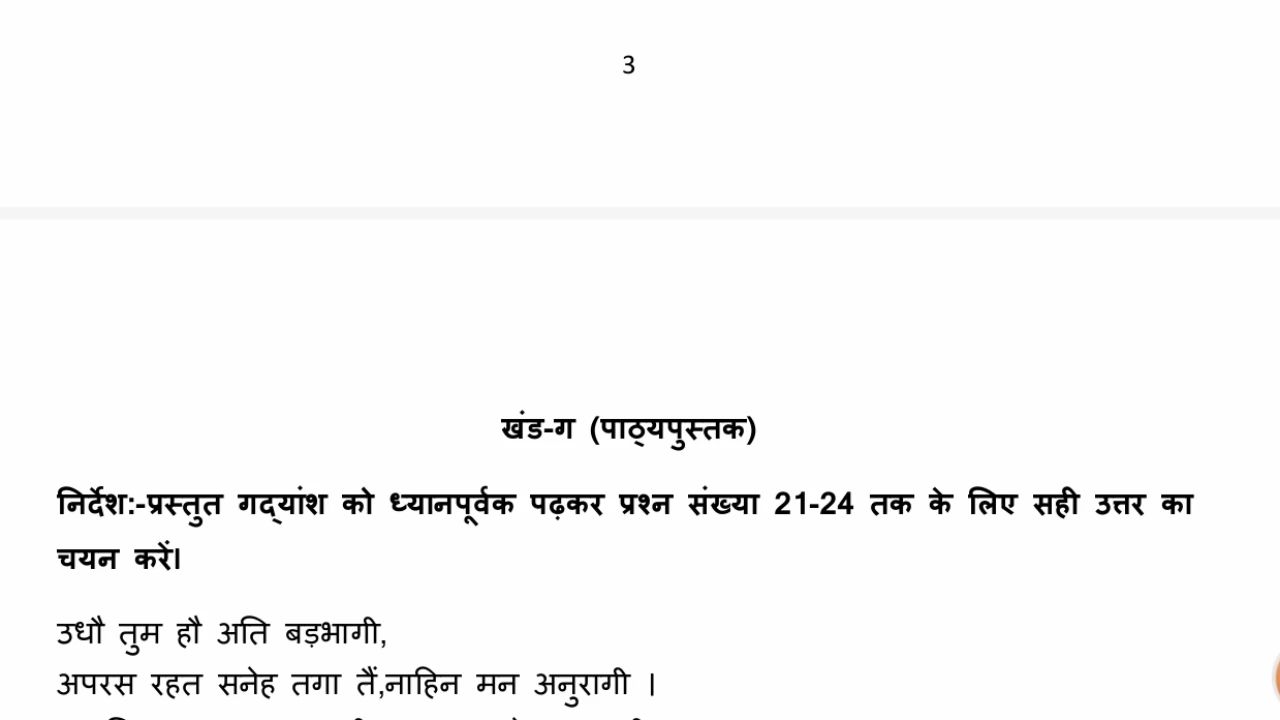 3
खंड-ग (पाठ्यपुस्तक)
निर्देश:-प्रस्तुत गद्यांश को ध्यानपूर्वक पढ़कर प्रश्न संख्या 21-24 तक के लिए सही उत्तर का
चयन करें।
उधौ तुम हौ अति बड़भागी,
अपरस रहत सनेह तगा तैं,नाहिन मन अनुरागी ।